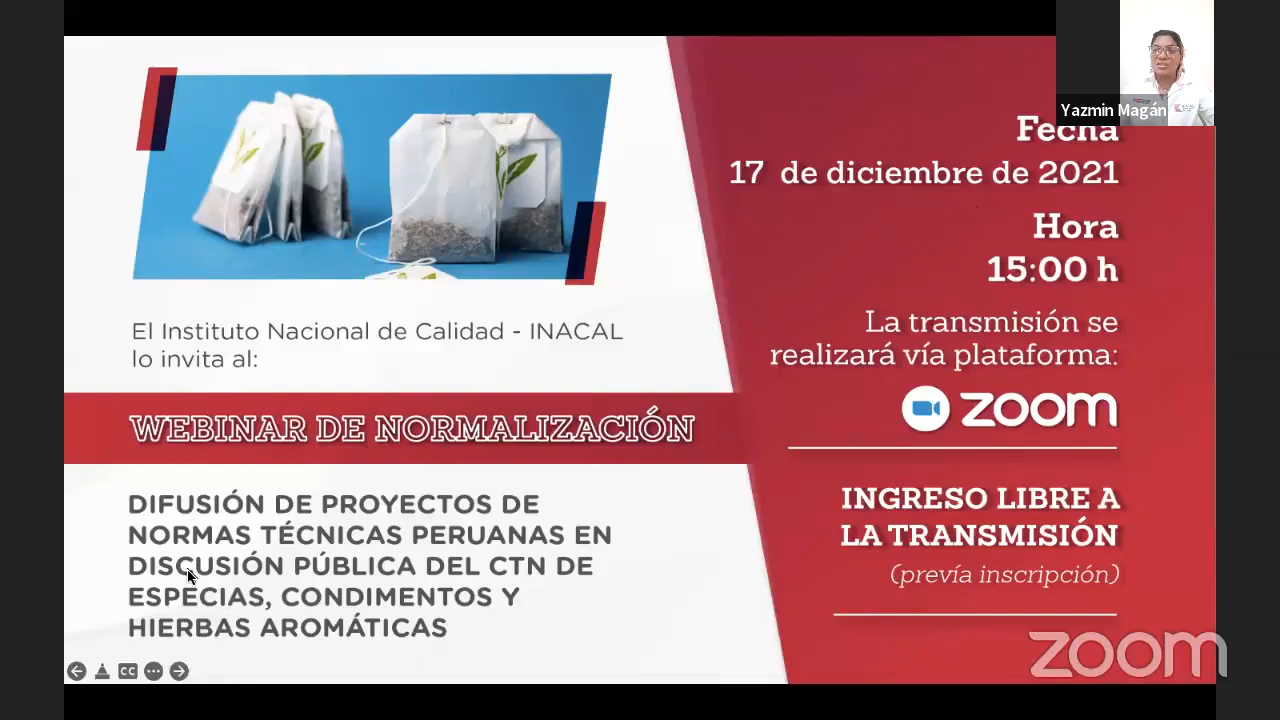 Yazmin Magán
Fecha
17 de diciembre de 2021
Hora
15:00 h
La transmisión se
realizará vía plataforma:
zoom
INGRESO LIBRE A
LA TRANSMISIÓN
(prevía inscripción)
El Instituto Nacional de Calidad - INACAL
lo invita al:
WEBINAR DE NORMALIZACIÓN
DIFUSIÓN DE PROYECTOS DE
NORMAS TÉCNICAS PERUANAS EN
DISCUSIÓN PÚBLICA DEL CTN DE
ESPECIAS, CONDIMENTOS Y
HIERBAS AROMÁTICAS
CC
zoom